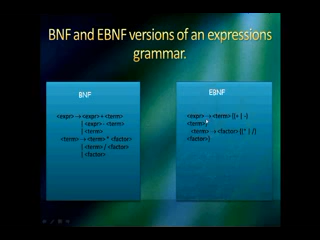 BNF and EBNF versions of an expressions
grammar.
BNF
<expr> → <expr> + <term>
| <expr> - <term>
| <term>
<term> → <term> * <factor>
| <term> / <factor>
| <factor>
EBNF
<expr> → <term> {(+ | -)
<term>}
<term> → <factor> {(* | /)
<factor>}